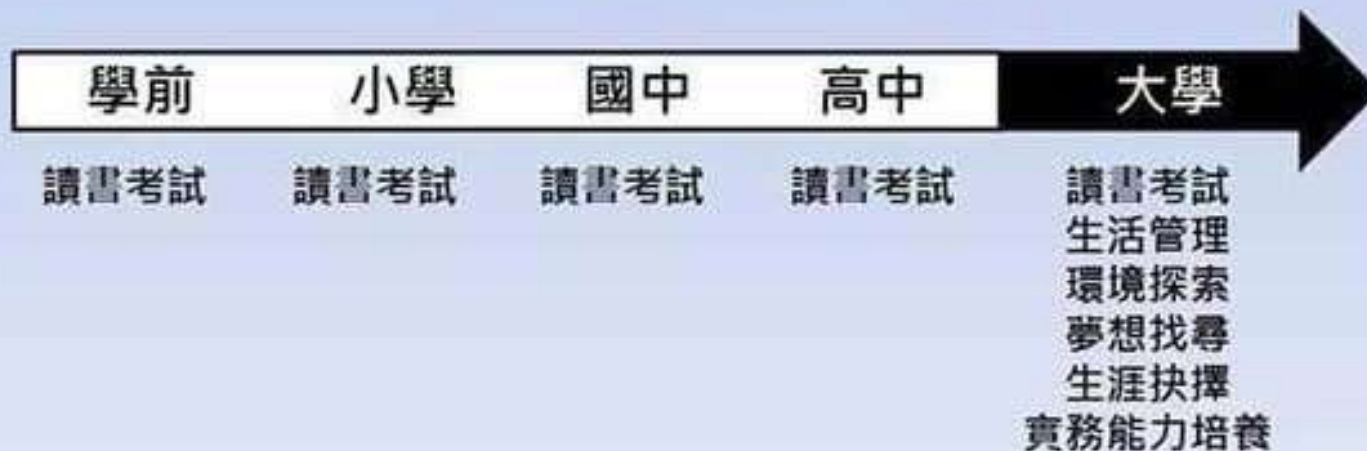 學前 小學 國中 高中 大學
讀書考試 讀書考試 讀書考試 讀書考試 讀書考試
生活管理
環境探索
夢想找尋
生涯抉擇
實務能力培養